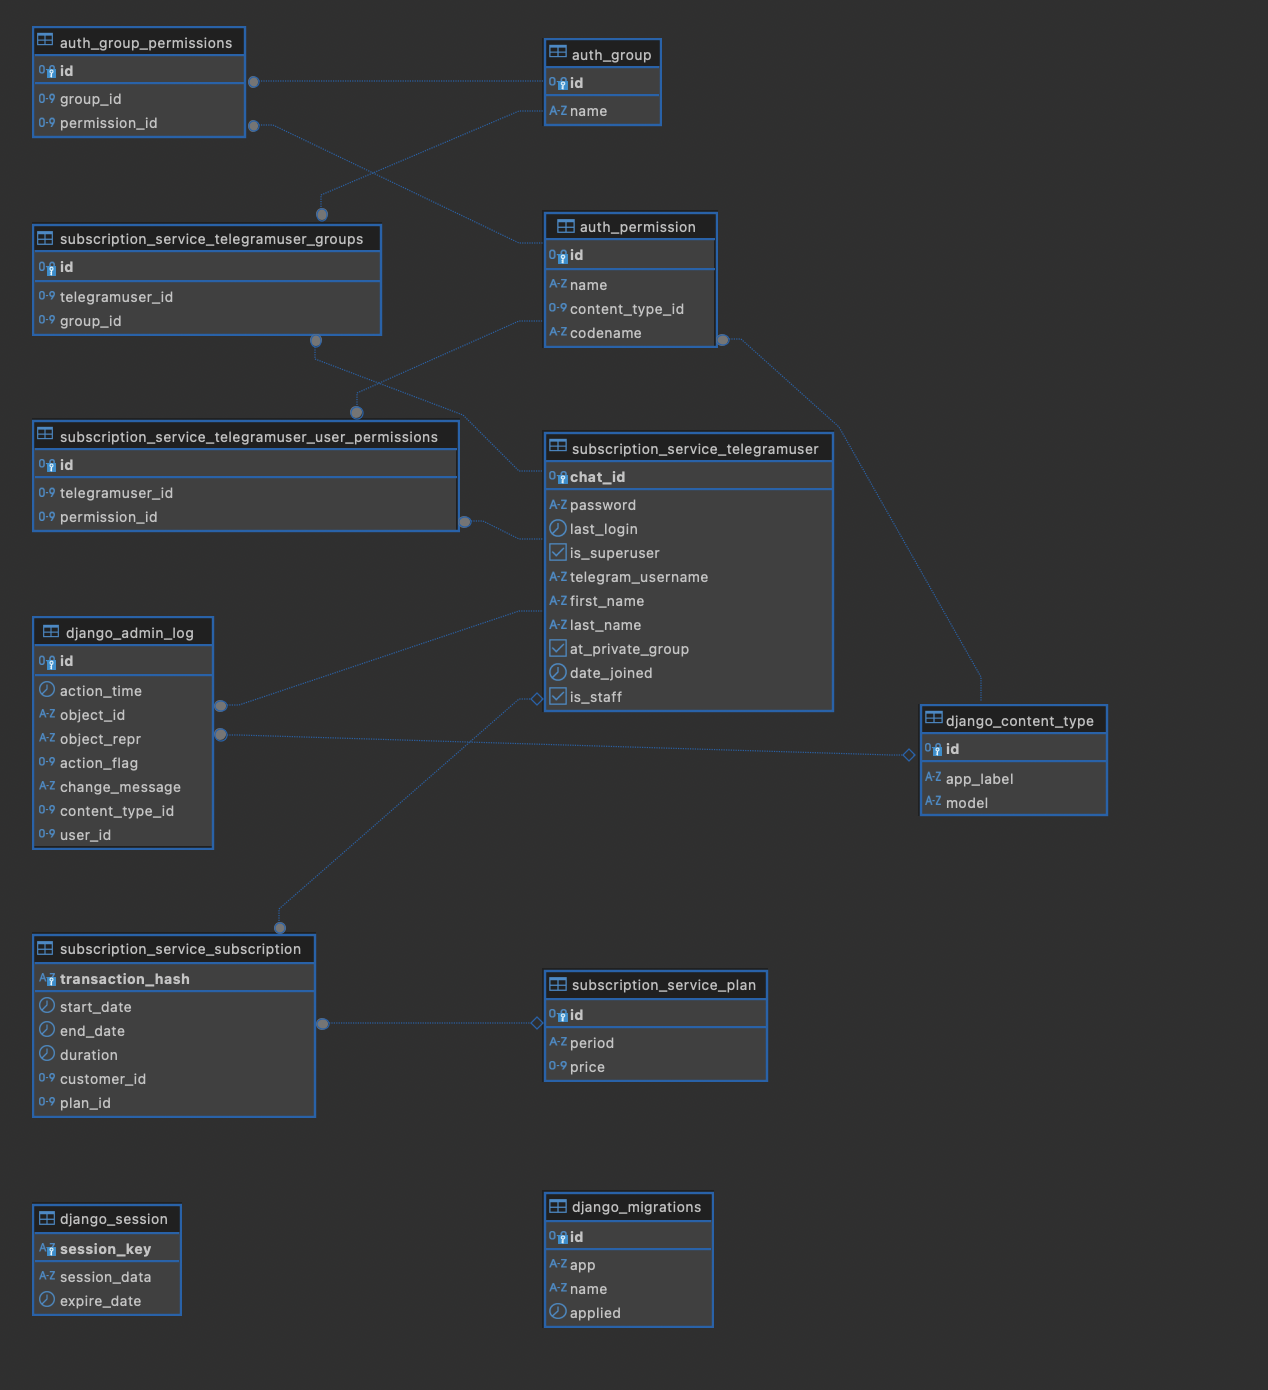 auth_group_permissions
id
group_id
permission_id
auth_group
id
name
subscription_service_telegramuser_groups
id
telegramuser_id
group_id
auth_permission
id
name
content_type_id
codename
subscription_service_telegramuser_user_permissions
id
telegramuser_id
permission_id
subscription_service_telegramuser
chat_id
password
last_login
is_superuser
telegram_username
first_name
last_name
at_private_group
date_joined
is_staff
django_admin_log
id
action_time
object_id
object_repr
action_flag
change_message
content_type_id
user_id
django_content_type
id
app_label
model
subscription_service_subscription
transaction_hash
start_date
end_date
duration
customer_id
plan_id
subscription_service_plan
id
period
price
django_session
session_key
session_data
expire_date
django_migrations
id
app
name
applied